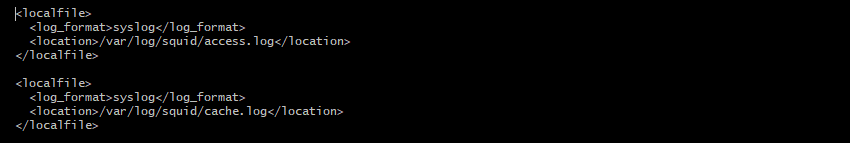 <localfile>
  <log_format>syslog</log_format>
  <location>/var/log/squid/access.log</location>
</localfile>

<localfile>
  <log_format>syslog</log_format>
  <location>/var/log/squid/cache.log</location>
</localfile>